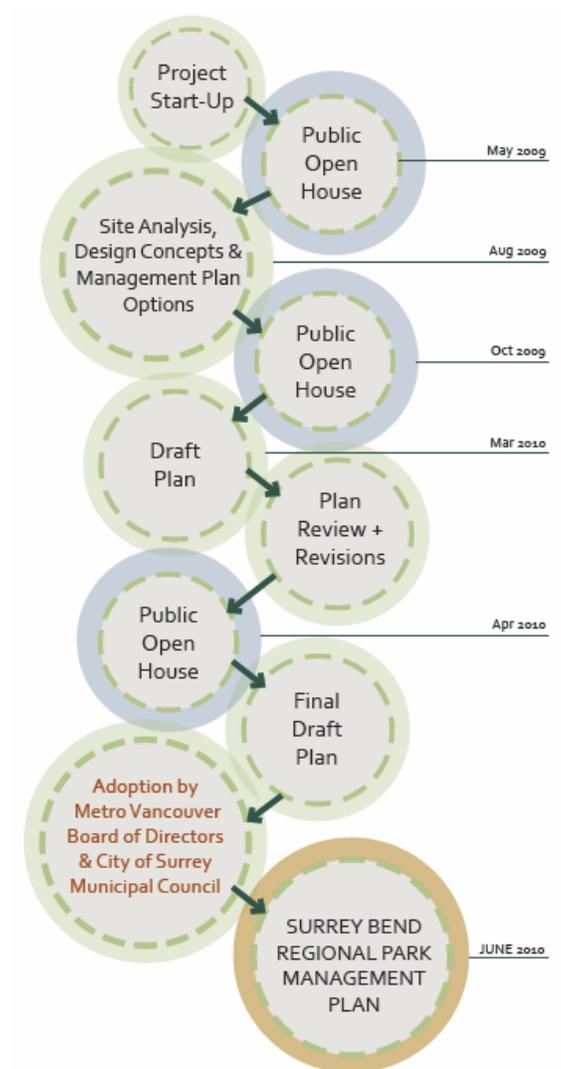 Project
Start-Up
Public
Open
House
May 2009
Site Analysis,
Design Concepts &
Management Plan
Options
Aug 2009
Public
Open
House
Oct 2009
Draft
Plan
Mar 2010
Plan
Review +
Revisions
Public
Open
House
Apr 2010
Final
Draft
Plan
Adoption by
Metro Vancouver
Board of Directors
& City of Surrey
Municipal Council
SURREY BEND
REGIONAL PARK
MANAGEMENT
PLAN
JUNE 2010